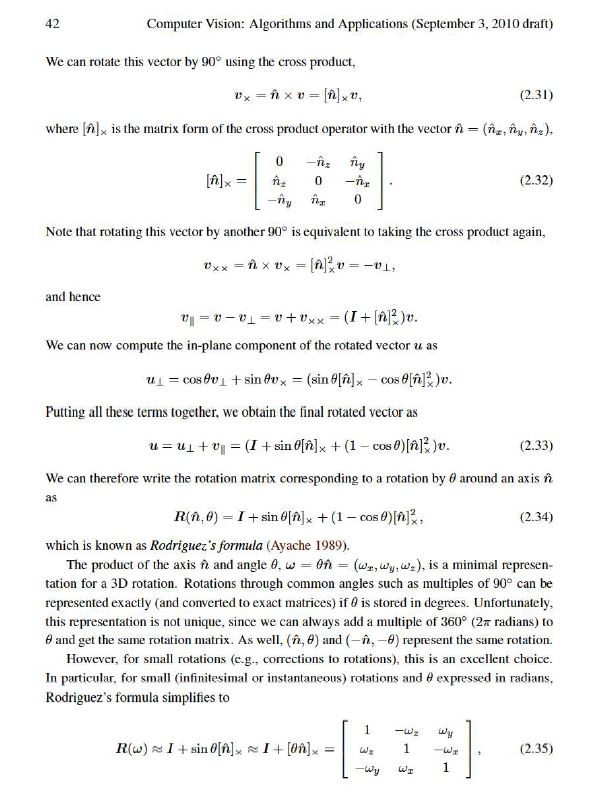 42 Computer Vision: Algorithms and Applications (September 3, 2010 draft)
We can rotate this vector by 90° using the cross product,
v× = n̂ × v = [n̂]×v, (2.31)
where [n̂]× is the matrix form of the cross product operator with the vector n̂ = (n̂x, n̂y, n̂z),
[n̂]× = [ 0 −n̂z n̂y
n̂z 0 −n̂x
−n̂y n̂x 0 ] . (2.32)
Note that rotating this vector by another 90° is equivalent to taking the cross product again,
v×× = n̂ × v× = [n̂]²×v = −v⊥,
and hence
v∥ = v − v⊥ = v + v×× = (I + [n̂]²×)v.
We can now compute the in-plane component of the rotated vector u as
u⊥ = cos θv⊥ + sin θv× = (sin θ[n̂]× − cos θ[n̂]²×)v.
Putting all these terms together, we obtain the final rotated vector as
u = u⊥ + v∥ = (I + sin θ[n̂]× + (1 − cos θ)[n̂]²×)v. (2.33)
We can therefore write the rotation matrix corresponding to a rotation by θ around an axis n̂
as
R(n̂, θ) = I + sin θ[n̂]× + (1 − cos θ)[n̂]²×, (2.34)
which is known as Rodriguez's formula (Ayache 1989).
The product of the axis n̂ and angle θ, ω = θn̂ = (ωx, ωy, ωz), is a minimal represen-
tation for a 3D rotation. Rotations through common angles such as multiples of 90° can be
represented exactly (and converted to exact matrices) if θ is stored in degrees. Unfortunately,
this representation is not unique, since we can always add a multiple of 360° (2π radians) to
θ and get the same rotation matrix. As well, (n̂, θ) and (−n̂, −θ) represent the same rotation.
However, for small rotations (e.g., corrections to rotations), this is an excellent choice.
In particular, for small (infinitesimal or instantaneous) rotations and θ expressed in radians,
Rodriguez's formula simplifies to
R(ω) ≈ I + sin θ[n̂]× ≈ I + [θn̂]× = [ 1 −ωz ωy
ωz 1 −ωx
−ωy ωx 1 ] , (2.35)